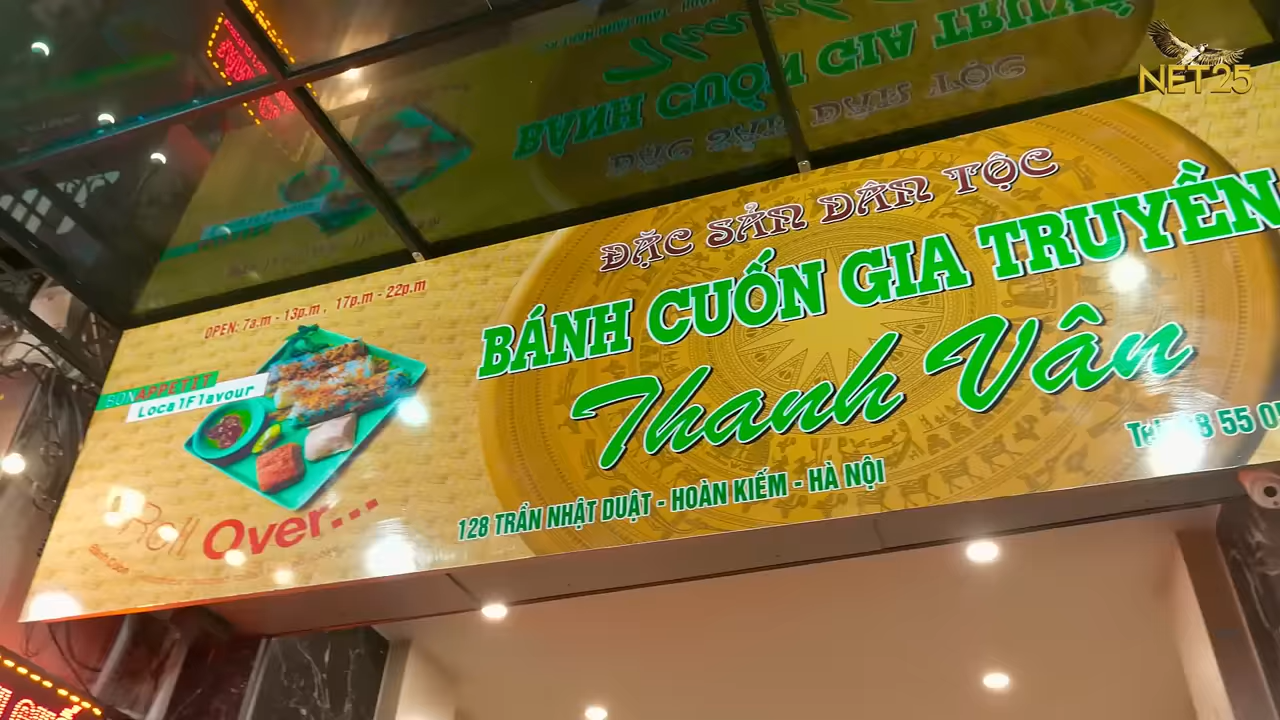 NET25
ĐẶC SẢN DÂN TỘC
BÁNH CUỐN GIA TRUYỀN
Thanh Vân
OPEN: 7a.m - 13p.m , 17p.m - 22p.m
BON APPETIT
Local Flavour
Roll Over...
128 TRẦN NHẬT DUẬT - HOÀN KIẾM - HÀ NỘI